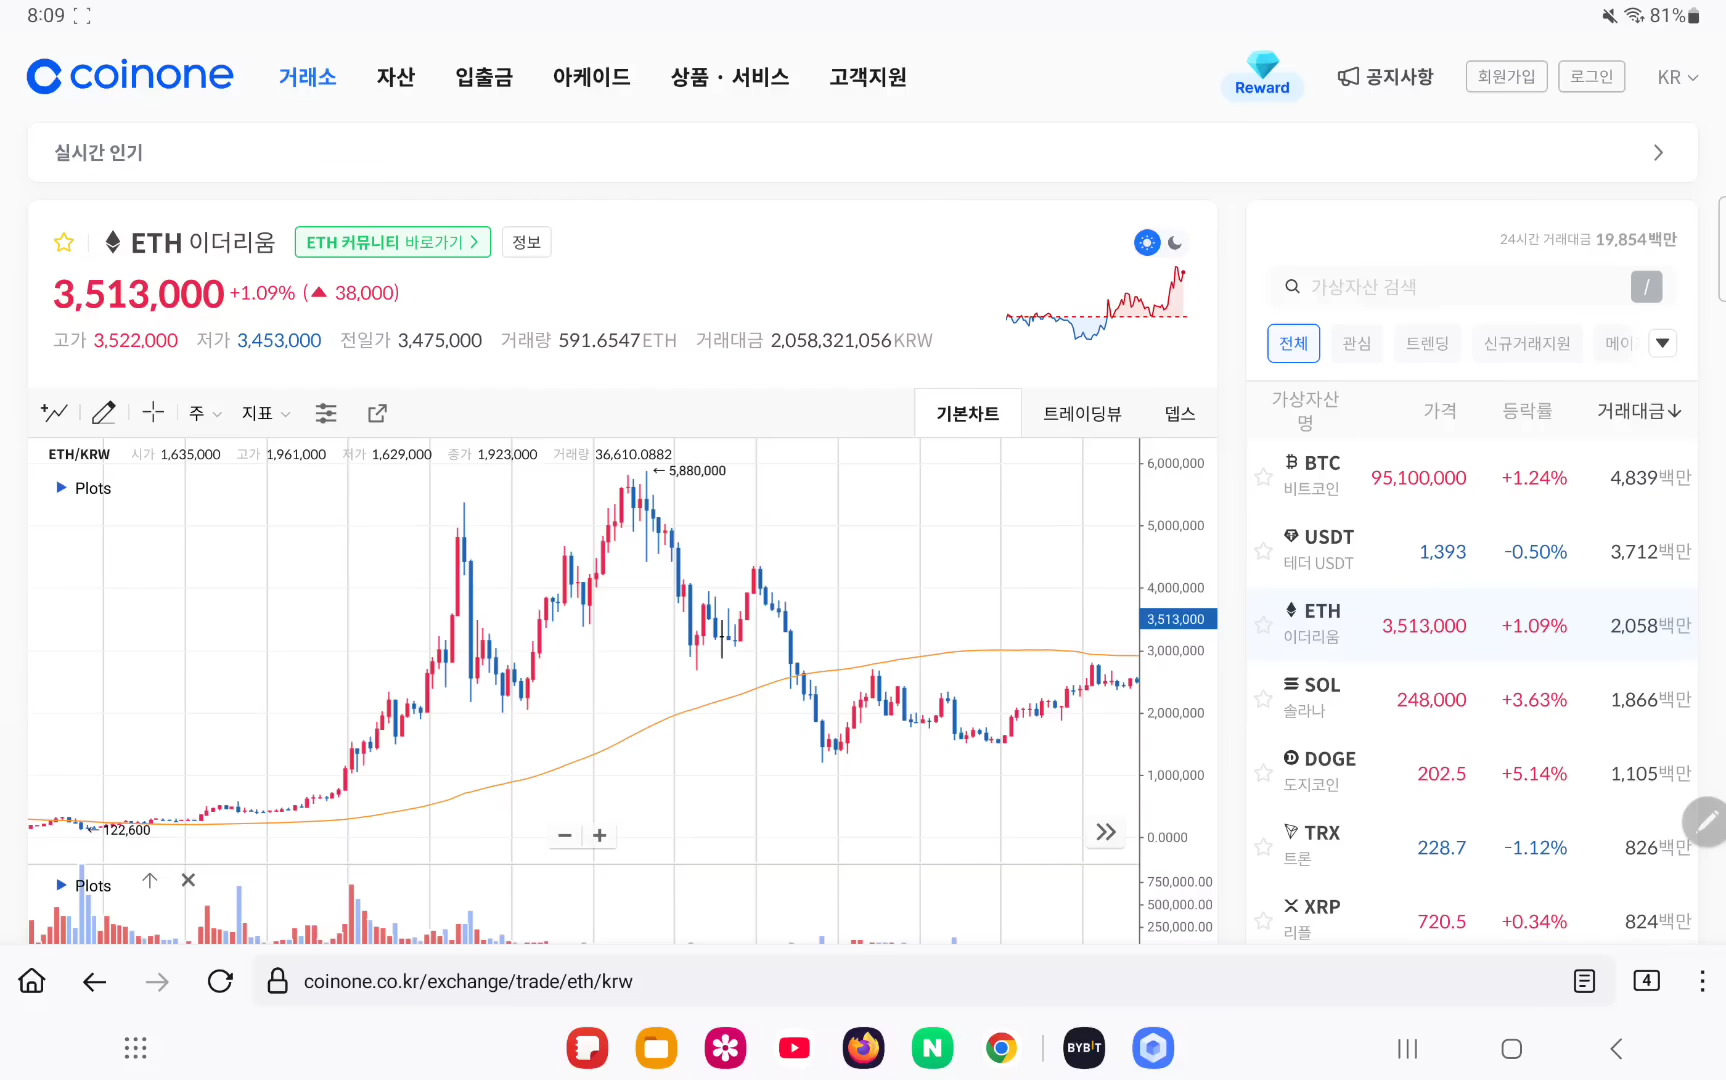 8:09
81%
coinone 거래소 자산 입출금 아케이드 상품 · 서비스 고객지원 Reward 공지사항 회원가입 로그인 KR
실시간 인기
ETH 이더리움 ETH 커뮤니티 바로가기 정보
3,513,000 +1.09% (▲ 38,000)
고가 3,522,000 저가 3,453,000 전일가 3,475,000 거래량 591.6547ETH 거래대금 2,058,321,056KRW
주 지표 기본차트 트레이딩뷰 뎁스
ETH/KRW 시가 1,635,000 고가 1,961,000 저가 1,629,000 종가 1,923,000 거래량 36,610.0882
Plots
←5,880,000
←122,600
6,000,000
5,000,000
4,000,000
3,513,000
3,000,000
2,000,000
1,000,000
0.0000
Plots
750,000.00
500,000.00
250,000.00
24시간 거래대금 19,854백만
가상자산 검색 /
전체 관심 트렌딩 신규거래지원 메이
가상자산명 가격 등락률 거래대금↓
BTC 비트코인 95,100,000 +1.24% 4,839백만
USDT 테더 USDT 1,393 -0.50% 3,712백만
ETH 이더리움 3,513,000 +1.09% 2,058백만
SOL 솔라나 248,000 +3.63% 1,866백만
DOGE 도지코인 202.5 +5.14% 1,105백만
TRX 트론 228.7 -1.12% 826백만
XRP 리플 720.5 +0.34% 824백만
coinone.co.kr/exchange/trade/eth/krw
4
N
BYBIT